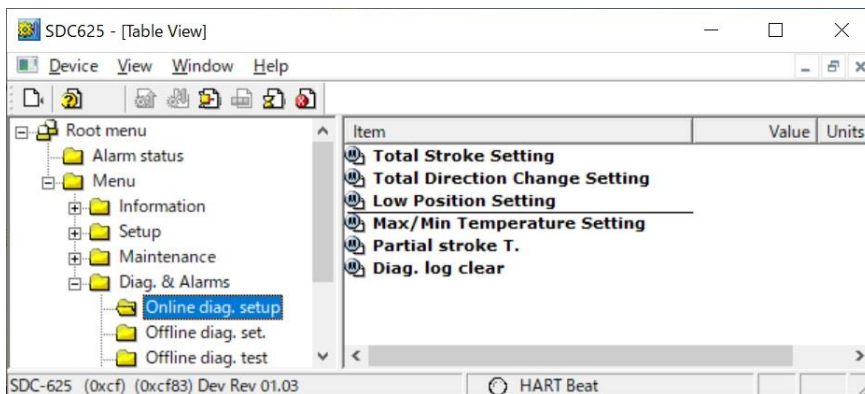 SDC625 - [Table View]
Device View Window Help
Root menu
Alarm status
Menu
Information
Setup
Maintenance
Diag. & Alarms
Online diag. setup
Offline diag. set.
Offline diag. test
Item Value Units
Total Stroke Setting
Total Direction Change Setting
Low Position Setting
Max/Min Temperature Setting
Partial stroke T.
Diag. log clear
SDC-625 (0xcf) (0xcf83) Dev Rev 01.03 HART Beat